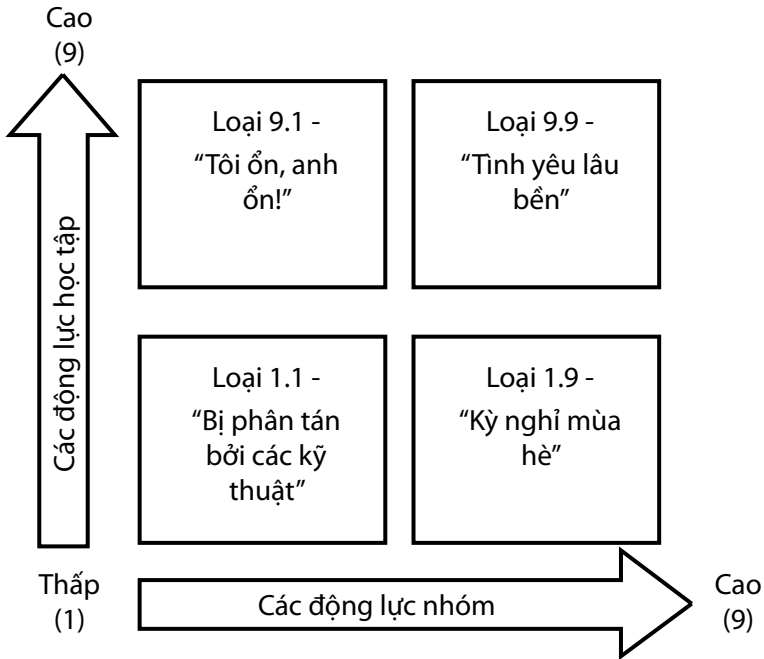 Cao
(9)
Loại 9.1 -
“Tôi ổn, anh
ổn!”
Loại 9.9 -
“Tình yêu lâu
bền”
Các động lực học tập
Loại 1.1 -
“Bị phân tán
bởi các kỹ
thuật”
Loại 1.9 -
“Kỳ nghỉ mùa
hè”
Thấp
(1)
Các động lực nhóm
Cao
(9)